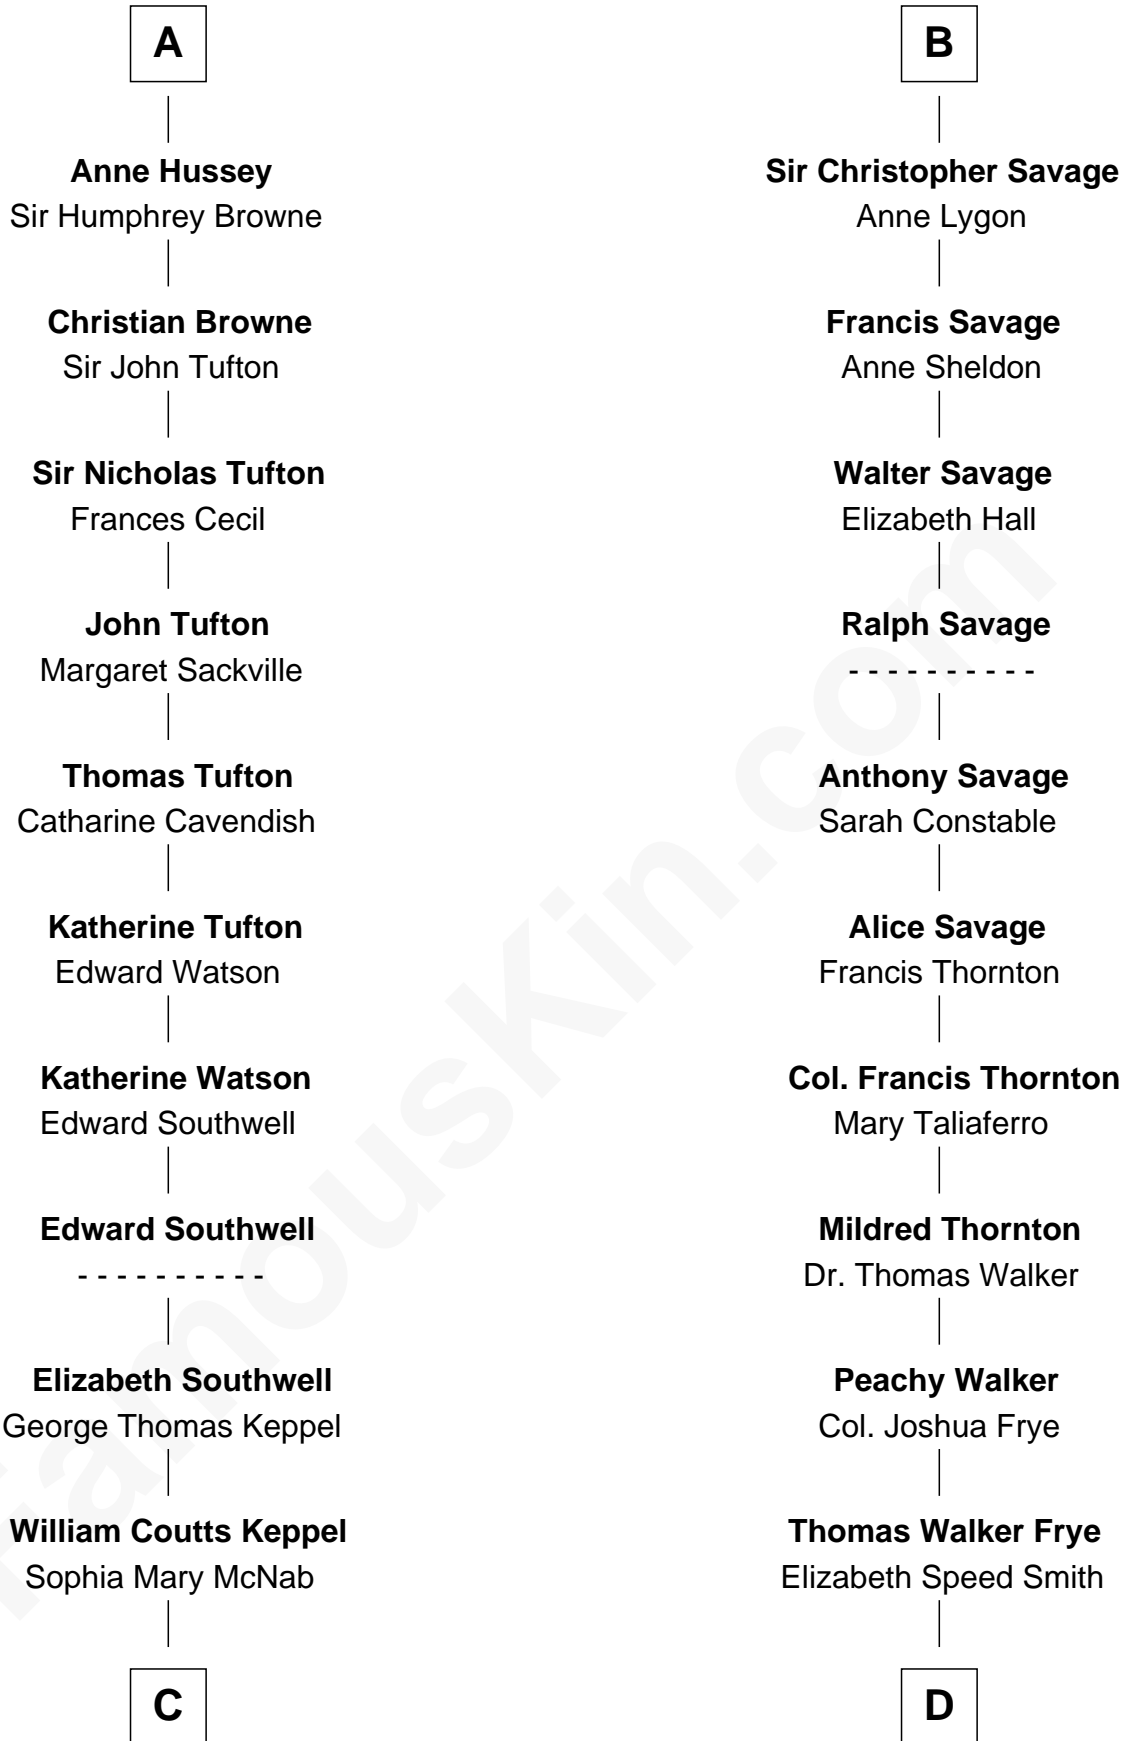 A
Anne Hussey
Sir Humphrey Browne
Christian Browne
Sir John Tufton
Sir Nicholas Tufton
Frances Cecil
John Tufton
Margaret Sackville
Thomas Tufton
Catharine Cavendish
Katherine Tufton
Edward Watson
Katherine Watson
Edward Southwell
Edward Southwell
- - - - - - - - - -
Elizabeth Southwell
George Thomas Keppel
William Coutts Keppel
Sophia Mary McNab
C
B
Sir Christopher Savage
Anne Lygon
Francis Savage
Anne Sheldon
Walter Savage
Elizabeth Hall
Ralph Savage
- - - - - - - - - -
Anthony Savage
Sarah Constable
Alice Savage
Francis Thornton
Col. Francis Thornton
Mary Taliaferro
Mildred Thornton
Dr. Thomas Walker
Peachy Walker
Col. Joshua Frye
Thomas Walker Frye
Elizabeth Speed Smith
D
FamousKin.com